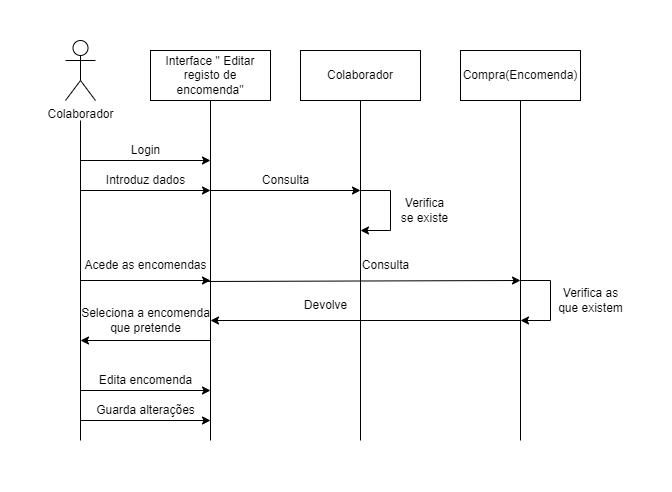 Interface " Editar
registo de
encomenda"
Colaborador
Compra(Encomenda)
Colaborador
Login
Introduz dados
Consulta
Verifica
se existe
Acede as encomendas
Consulta
Verifica as
que existem
Devolve
Seleciona a encomenda
que pretende
Edita encomenda
Guarda alterações